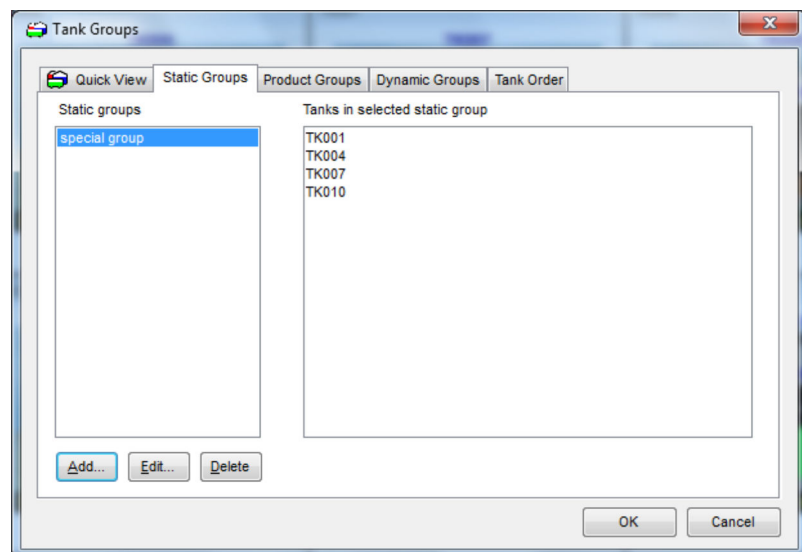 Tank Groups
Quick View Static Groups Product Groups Dynamic Groups Tank Order
Static groups Tanks in selected static group
special group
TK001
TK004
TK007
TK010
Add... Edit... Delete
OK Cancel